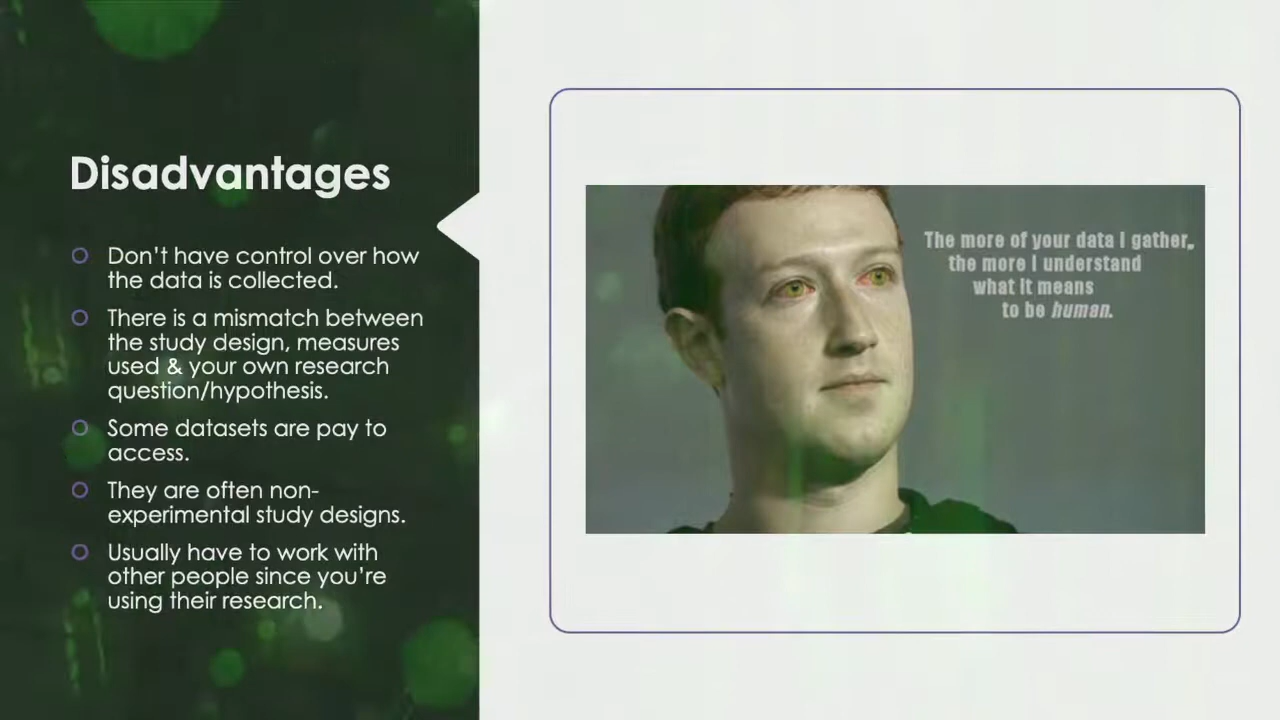 Disadvantages
Don't have control over how
the data is collected.
There is a mismatch between
the study design, measures
used & your own research
question/hypothesis.
Some datasets are pay to
access.
They are often non-
experimental study designs.
Usually have to work with
other people since you're
using their research.
The more of your data I gather,
the more I understand
what it means
to be human.